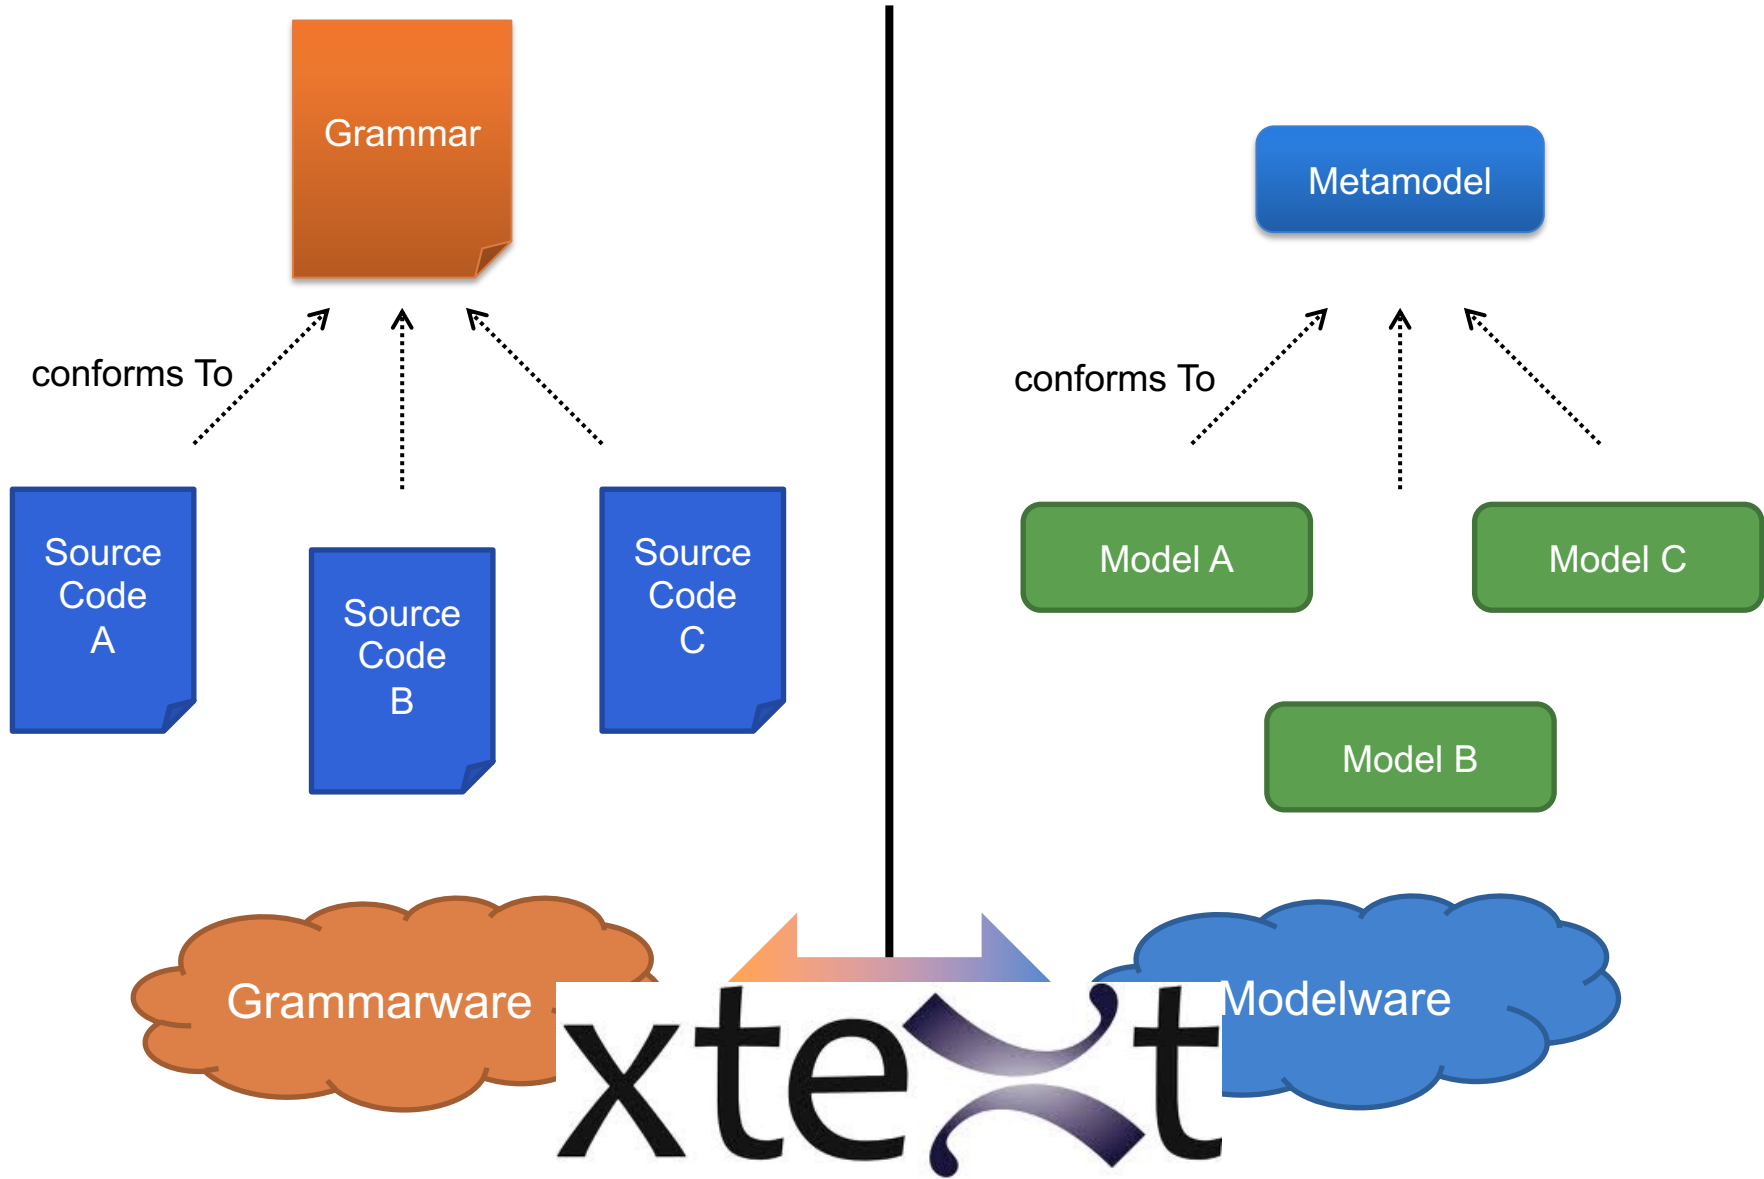 Grammar
Metamodel
conforms To
conforms To
Source
Code
A
Source
Code
B
Source
Code
C
Model A
Model C
Model B
Grammarware
Modelware
xtext